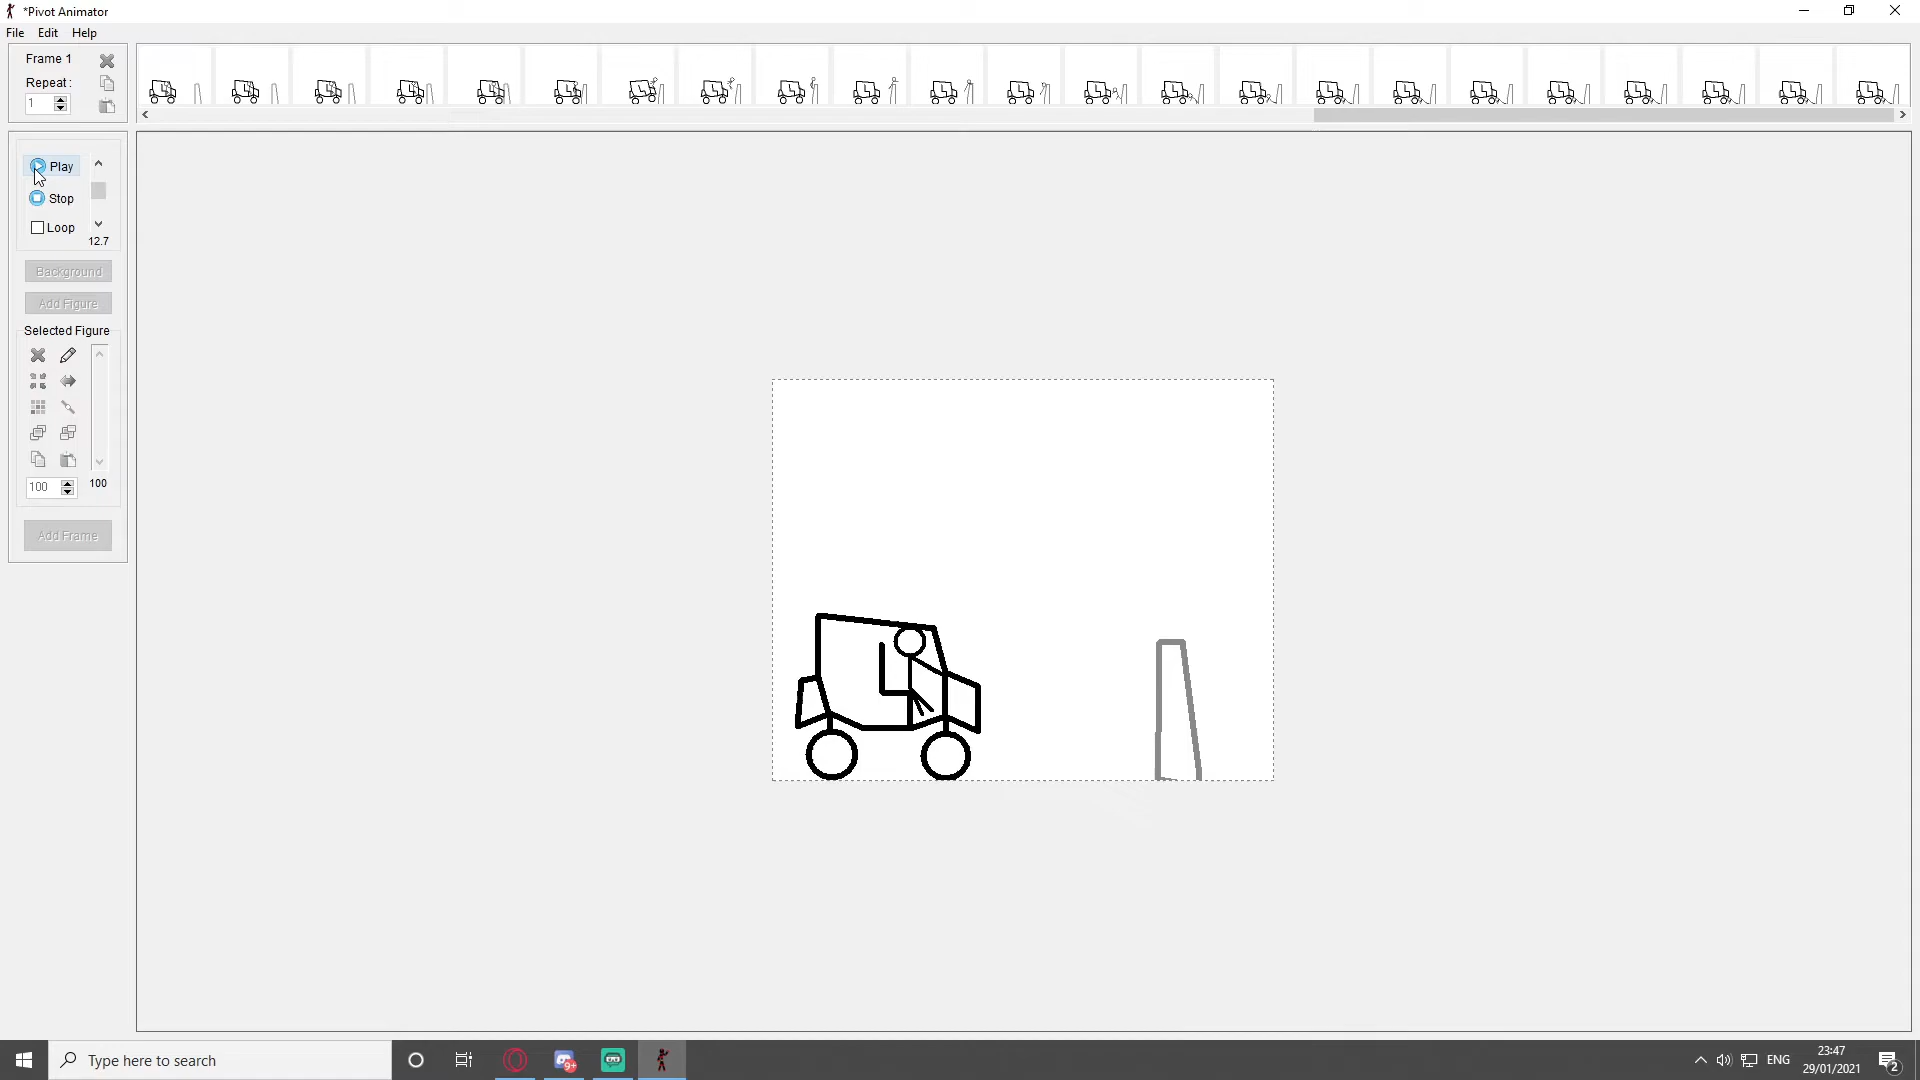 *Pivot Animator
File Edit Help
Frame 1
Repeat :
1
Play
Stop
Loop
12.7
Background
Add Figure
Selected Figure
100
100
Add Frame
Type here to search
9+
ENG
23:47
29/01/2021
2